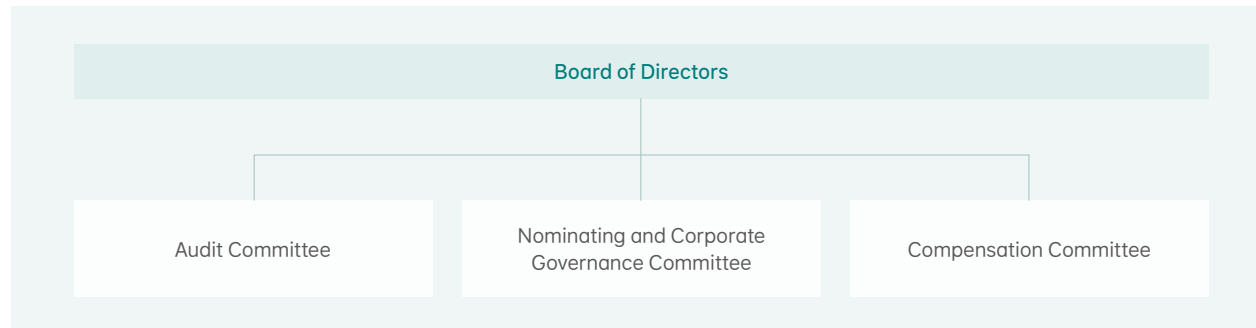 Board of Directors
Audit Committee
Nominating and Corporate
Governance Committee
Compensation Committee